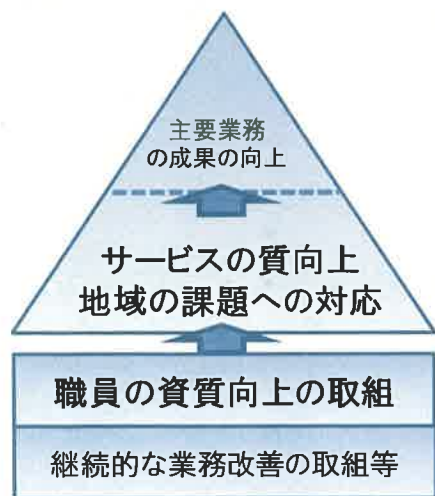 主要業務
の成果の向上
サービスの質向上
地域の課題への対応
職員の資質向上の取組
継続的な業務改善の取組等